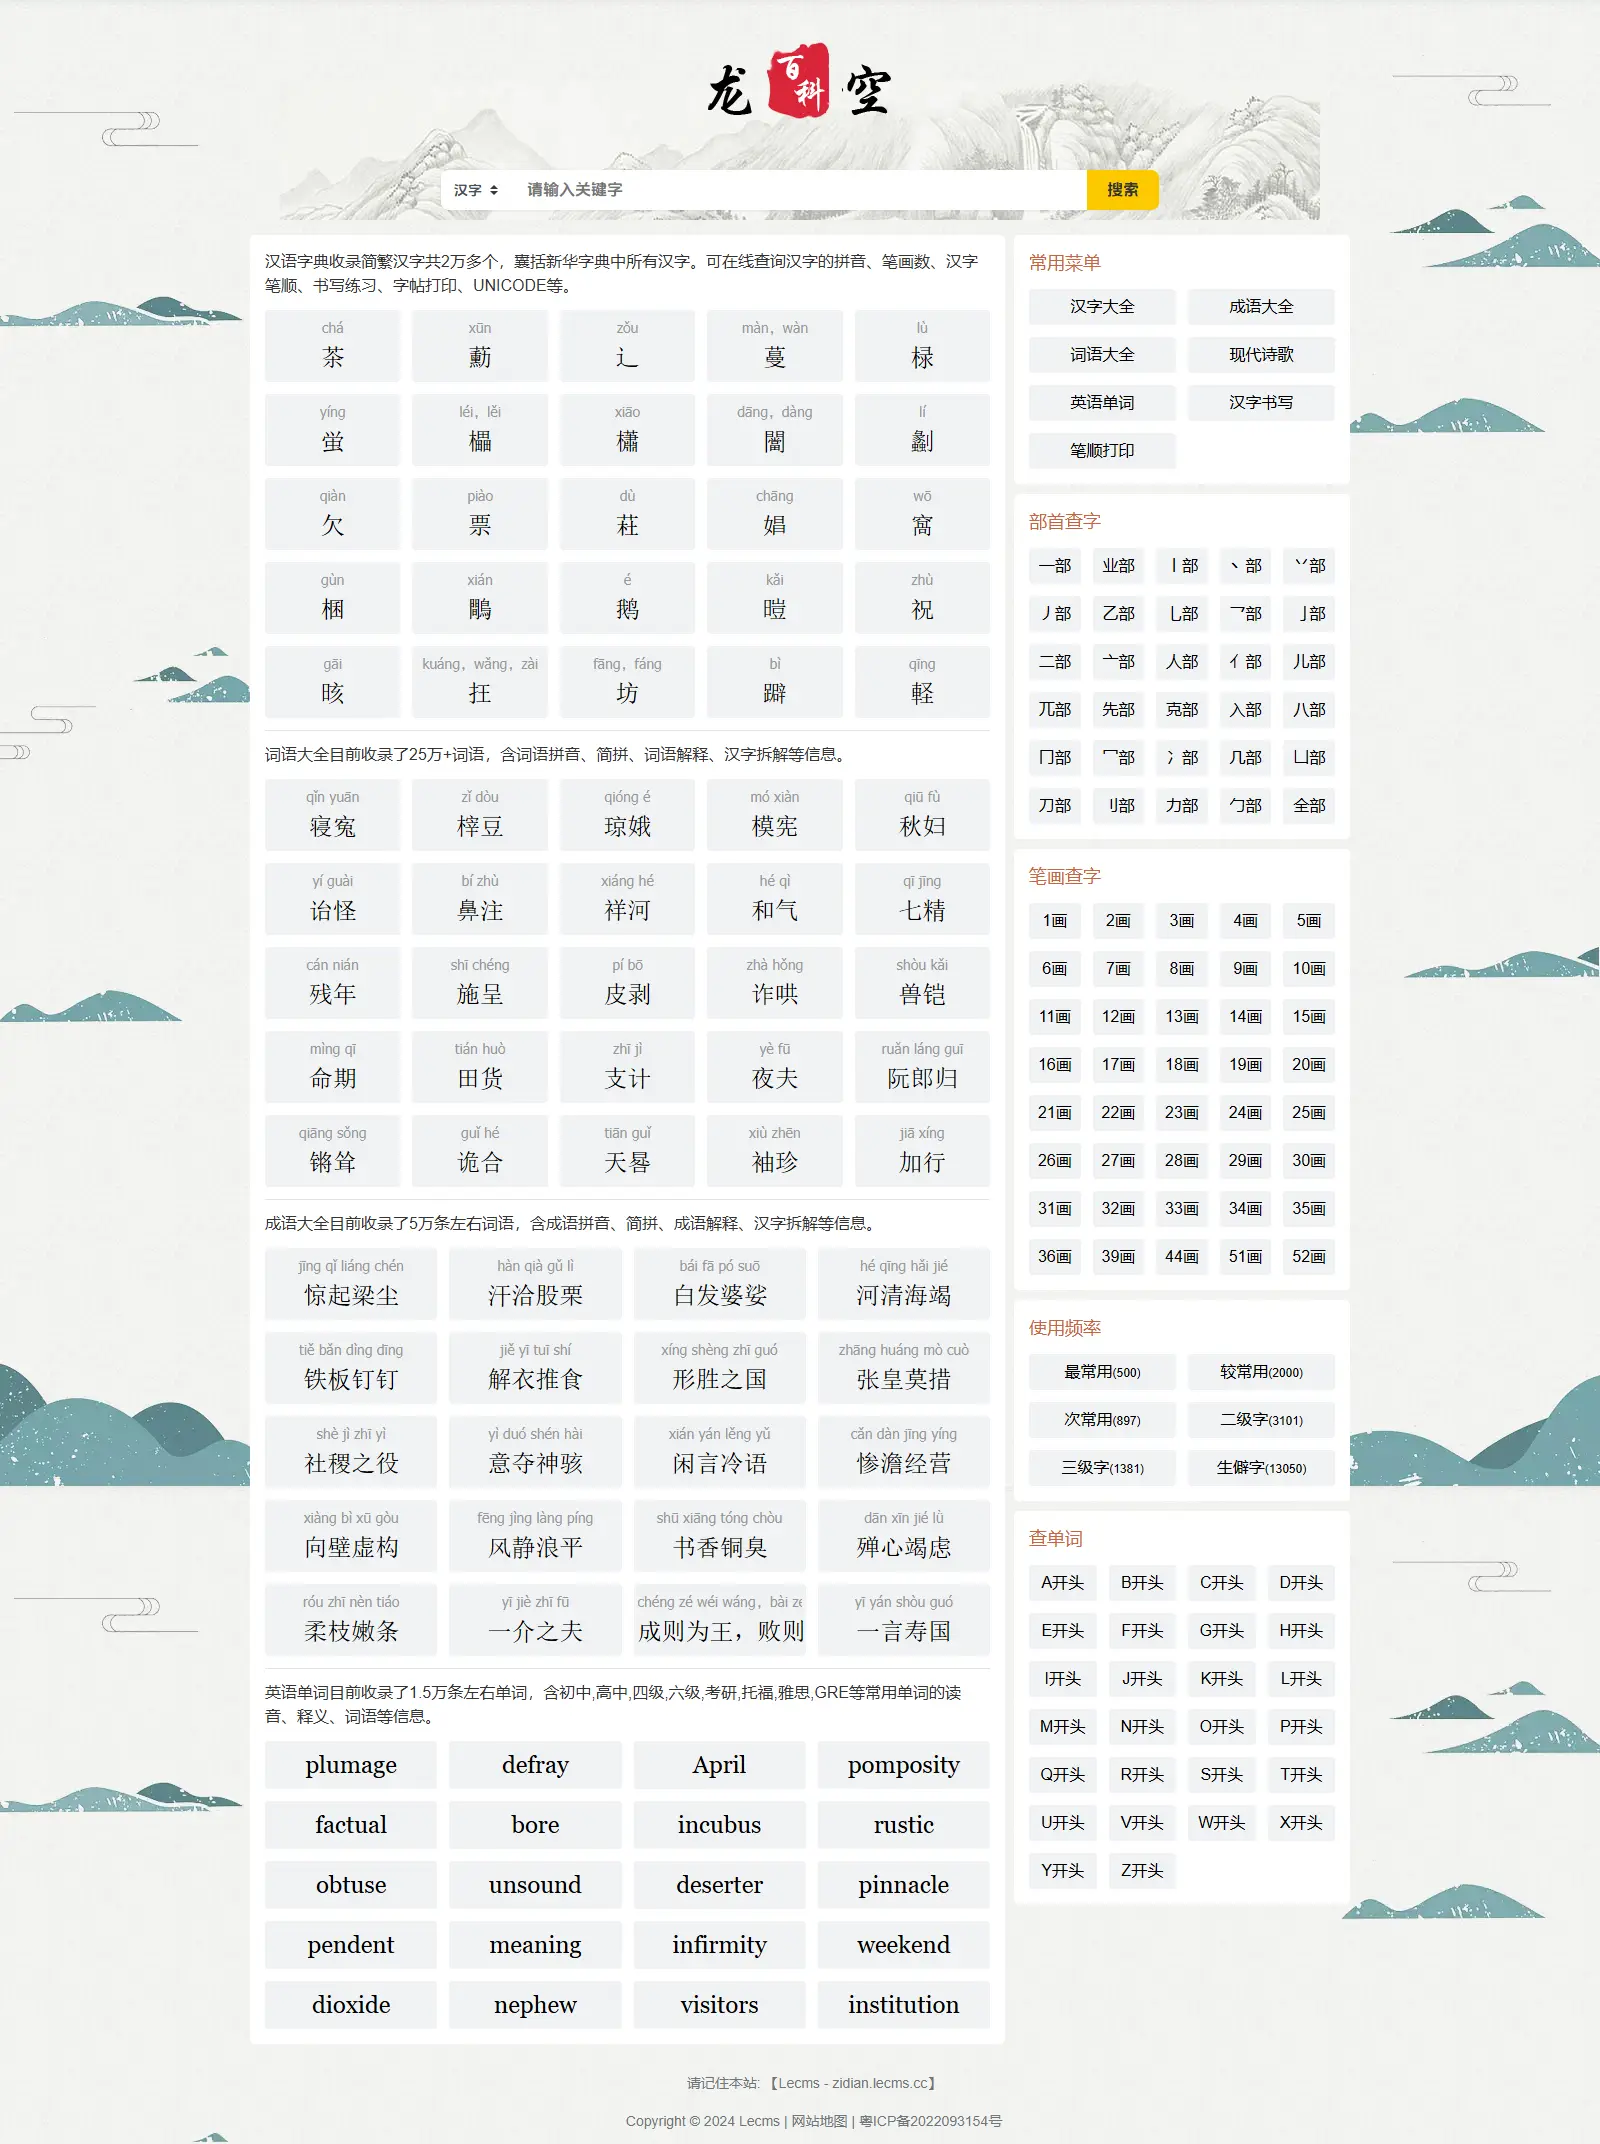 龙 百科 空
汉字 请输入关键字 搜索
汉语字典收录简繁汉字共2万多个，囊括新华字典中所有汉字。可在线查询汉字的拼音、笔画数、汉字
笔顺、书写练习、字帖打印、UNICODE等。
chá xūn zǒu màn，wàn lù
茶 蘍 辶 蔓 椂
yíng léi，lěi xiāo dāng，dàng lí
蛍 櫑 櫹 闣 劙
qiàn piào dù chāng wō
欠 票 荰 娼 窩
gùn xián é kǎi zhù
梱 鷴 鹅 暟 祝
gāi kuáng，wǎng，zài fāng，fáng bì qīng
晐 抂 坊 躃 軽
词语大全目前收录了25万+词语，含词语拼音、简拼、词语解释、汉字拆解等信息。
qǐn yuān zǐ dòu qióng é mó xiàn qiū fù
寝寃 梓豆 琼娥 模宪 秋妇
yí guài bí zhù xiáng hé hé qì qī jīng
诒怪 鼻注 祥河 和气 七精
cán nián shī chéng pí bō zhà hǒng shòu kǎi
残年 施呈 皮剥 诈哄 兽铠
mìng qī tián huò zhī jì yè fū ruǎn láng guī
命期 田货 支计 夜夫 阮郎归
qiāng sǒng guǐ hé tiān guǐ xiù zhēn jiā xíng
锵耸 诡合 天晷 袖珍 加行
成语大全目前收录了5万条左右词语，含成语拼音、简拼、成语解释、汉字拆解等信息。
jīng qǐ liáng chén hàn qià gǔ lì bái fā pó suō hé qīng hǎi jié
惊起梁尘 汗洽股栗 白发婆娑 河清海竭
tiě bǎn dìng dīng jiě yī tuī shí xíng shèng zhī guó zhāng huáng mò cuò
铁板钉钉 解衣推食 形胜之国 张皇莫措
shè jì zhī yì yì duó shén hài xián yán lěng yǔ cǎn dàn jīng yíng
社稷之役 意夺神骇 闲言冷语 惨澹经营
xiàng bì xū gòu fēng jìng làng píng shū xiāng tóng chòu dān xīn jié lǜ
向壁虚构 风静浪平 书香铜臭 殚心竭虑
róu zhī nèn tiáo yī jiè zhī fū chéng zé wéi wáng，bài zé yī yán shòu guó
柔枝嫩条 一介之夫 成则为王，败则 一言寿国
英语单词目前收录了1.5万条左右单词，含初中,高中,四级,六级,考研,托福,雅思,GRE等常用单词的读
音、释义、词语等信息。
plumage defray April pomposity
factual bore incubus rustic
obtuse unsound deserter pinnacle
pendent meaning infirmity weekend
dioxide nephew visitors institution
常用菜单
汉字大全 成语大全
词语大全 现代诗歌
英语单词 汉字书写
笔顺打印
部首查字
一部 业部 丨部 丶部 丷部
丿部 乙部 乚部 乛部 亅部
二部 亠部 人部 亻部 儿部
兀部 先部 克部 入部 八部
冂部 冖部 冫部 几部 凵部
刀部 刂部 力部 勹部 全部
笔画查字
1画 2画 3画 4画 5画
6画 7画 8画 9画 10画
11画 12画 13画 14画 15画
16画 17画 18画 19画 20画
21画 22画 23画 24画 25画
26画 27画 28画 29画 30画
31画 32画 33画 34画 35画
36画 39画 44画 51画 52画
使用频率
最常用(500) 较常用(2000)
次常用(897) 二级字(3101)
三级字(1381) 生僻字(13050)
查单词
A开头 B开头 C开头 D开头
E开头 F开头 G开头 H开头
I开头 J开头 K开头 L开头
M开头 N开头 O开头 P开头
Q开头 R开头 S开头 T开头
U开头 V开头 W开头 X开头
Y开头 Z开头
请记住本站: 【Lecms - zidian.lecms.cc】
Copyright © 2024 Lecms | 网站地图 | 粤ICP备2022093154号